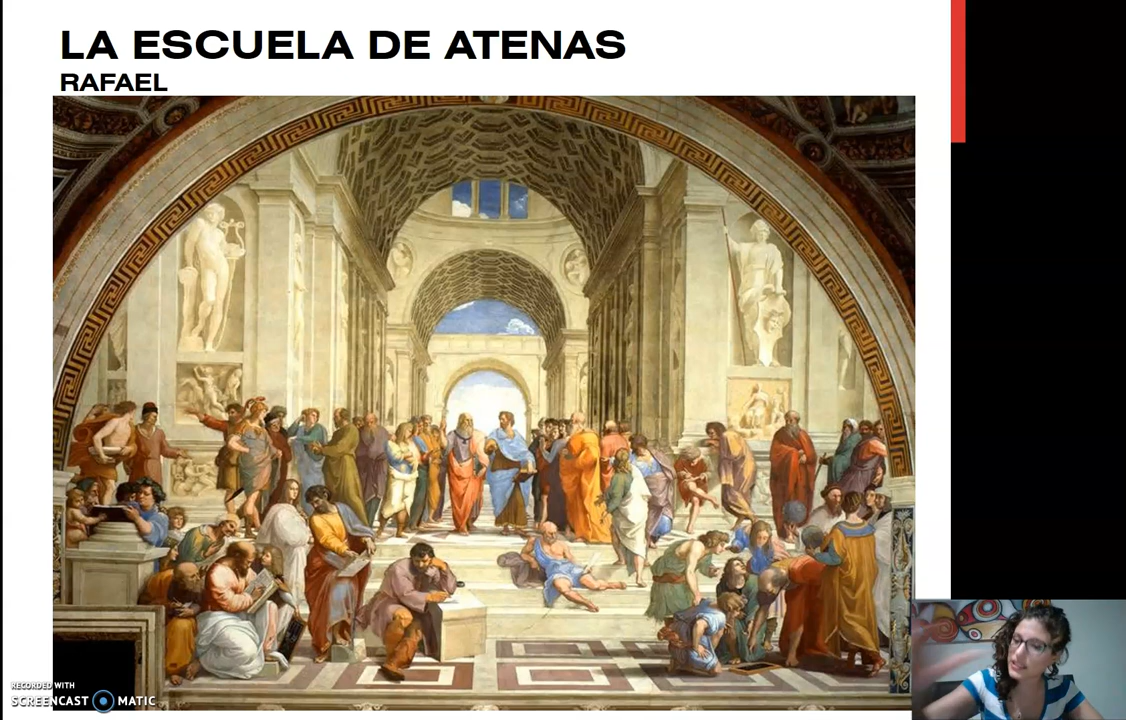 LA ESCUELA DE ATENAS
RAFAEL
RECORDED WITH
SCREENCAST MATIC